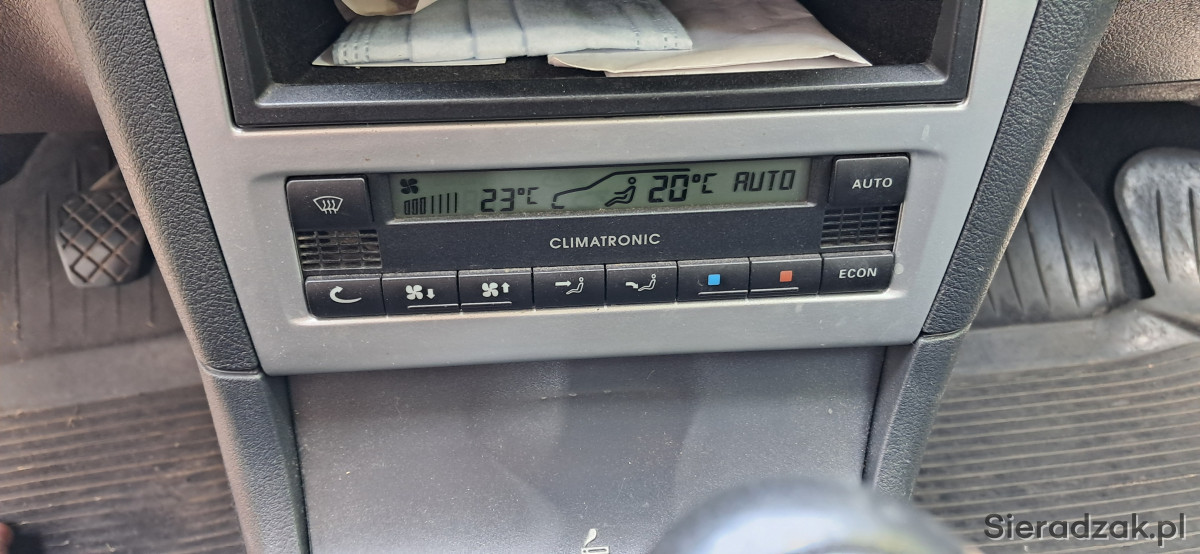 23°C 20°C AUTO
AUTO
CLIMATRONIC
ECON
Sieradzak.pl